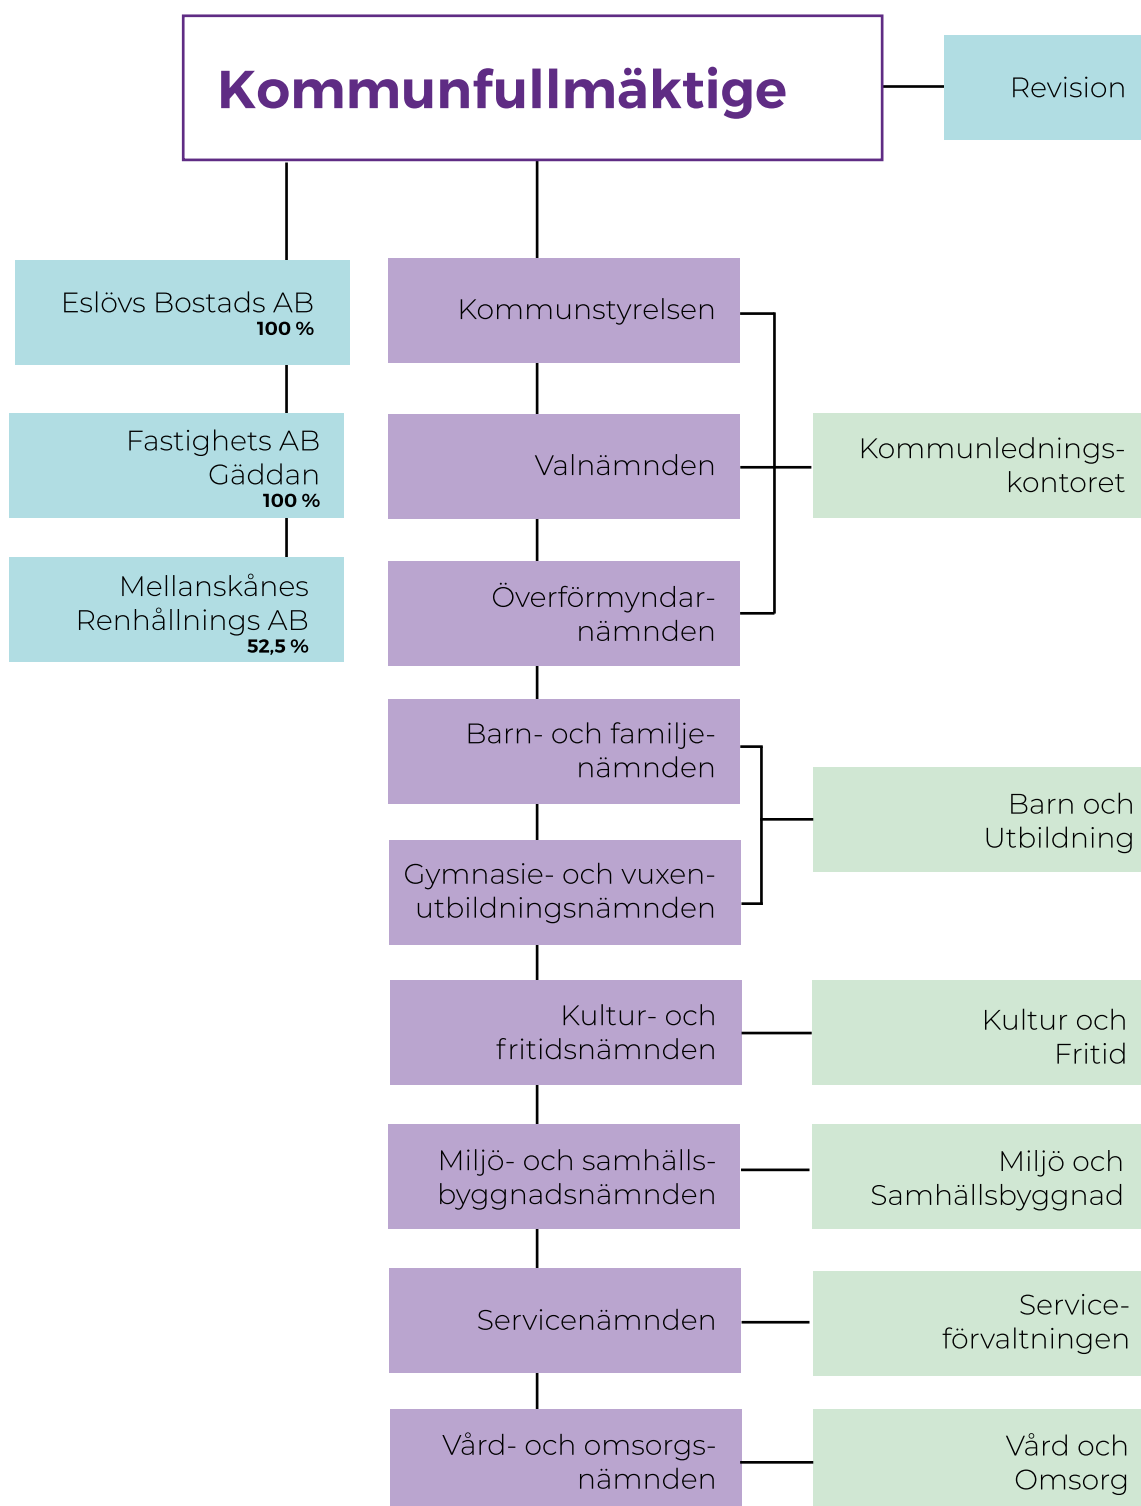 Kommunfullmäktige
Revision
Eslövs Bostads AB
100 %
Fastighets AB
Gäddan
100 %
Mellanskånes
Renhållnings AB
52,5 %
Kommunstyrelsen
Valnämnden
Överförmyndar-
nämnden
Kommunlednings-
kontoret
Barn- och familje-
nämnden
Gymnasie- och vuxen-
utbildningsnämnden
Barn och
Utbildning
Kultur- och
fritidsnämnden
Kultur och
Fritid
Miljö- och samhälls-
byggnadsnämnden
Miljö och
Samhällsbyggnad
Servicenämnden
Service-
förvaltningen
Vård- och omsorgs-
nämnden
Vård och
Omsorg